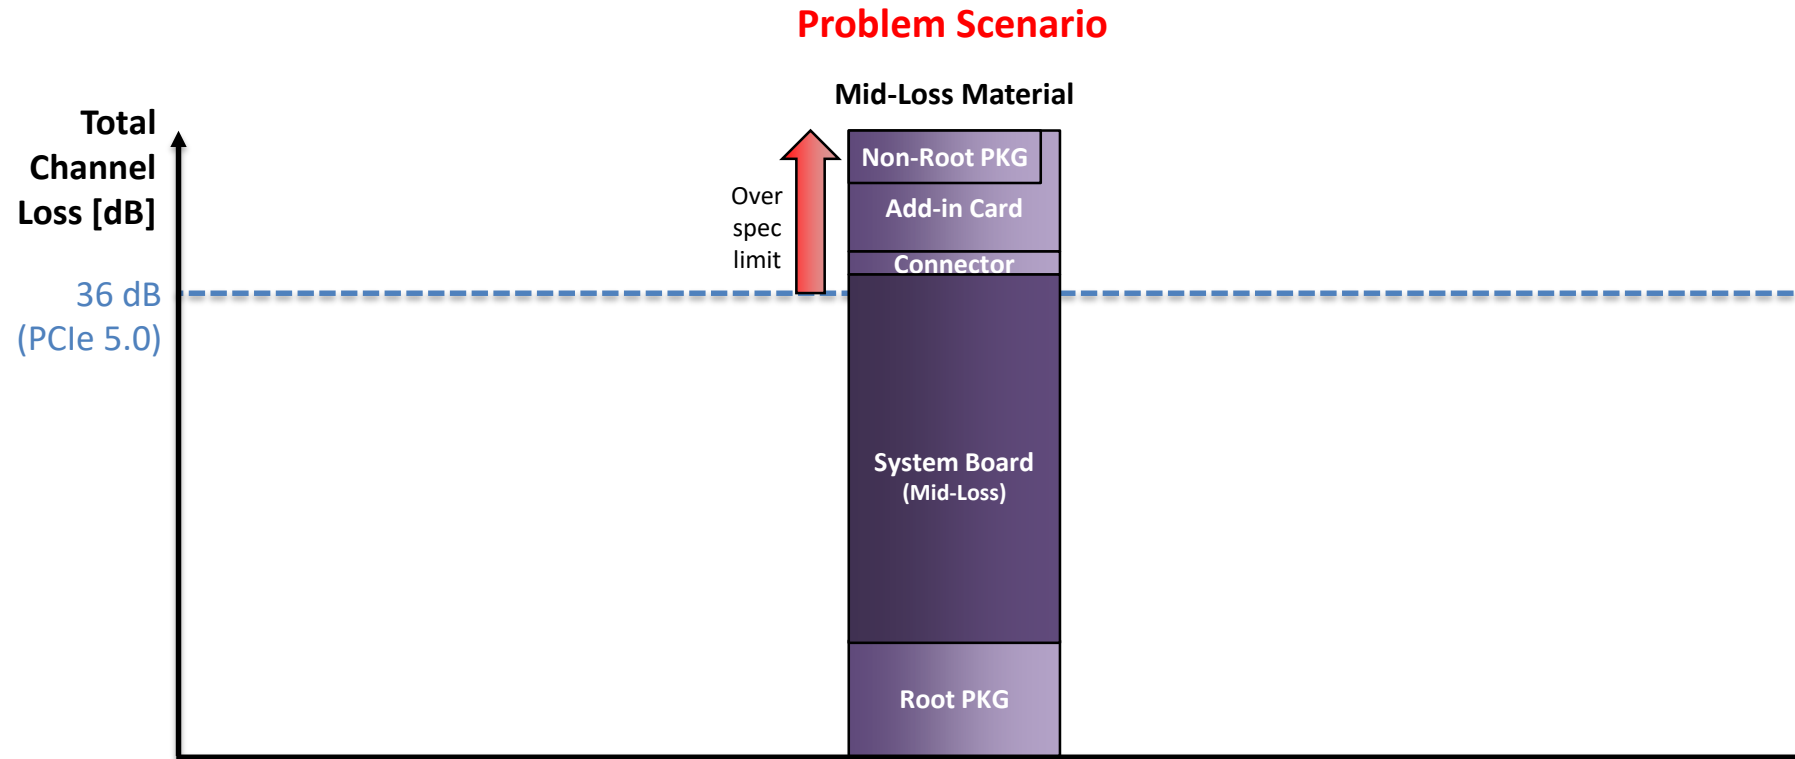 Problem Scenario
Mid-Loss Material
Total
Channel
Loss [dB]
Non-Root PKG
Over
spec
limit
Add-in Card
Connector
36 dB
(PCIe 5.0)
System Board
(Mid-Loss)
Root PKG